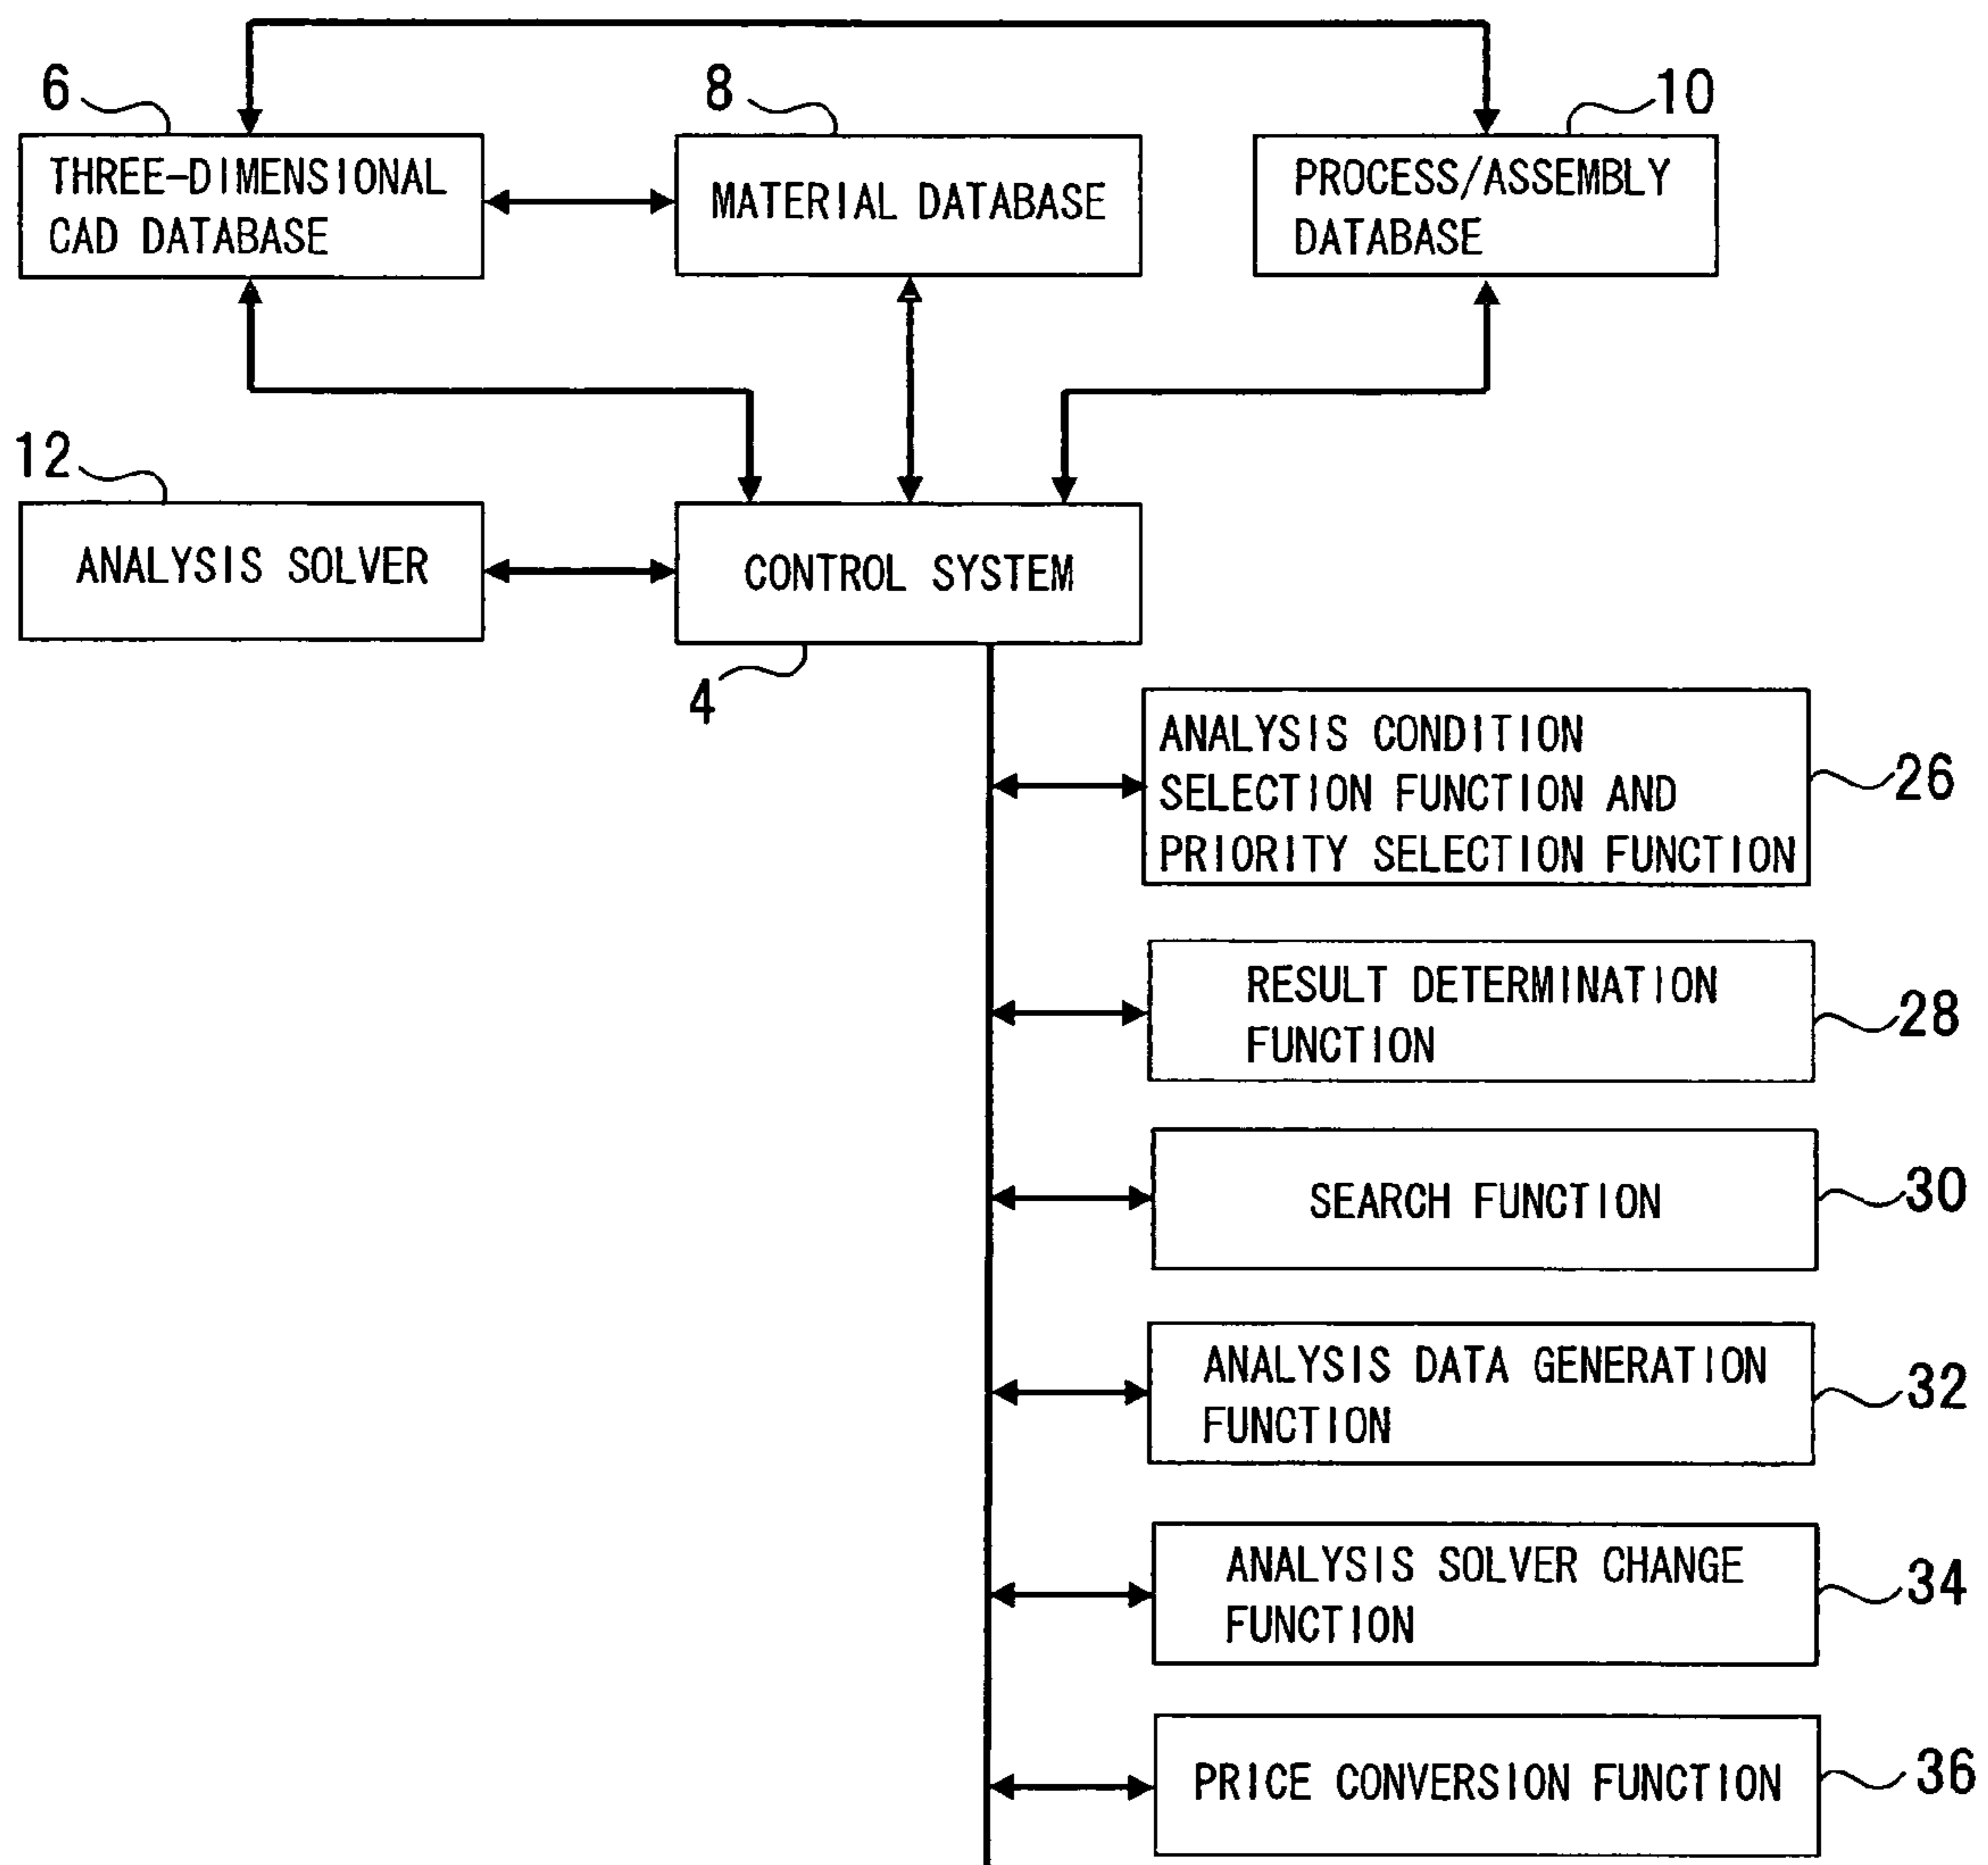 6
8
10
THREE-DIMENSIONAL
CAD DATABASE
MATERIAL DATABASE
PROCESS/ASSEMBLY
DATABASE
12
ANALYSIS SOLVER
CONTROL SYSTEM
4
ANALYSIS CONDITION
SELECTION FUNCTION AND
PRIORITY SELECTION FUNCTION
26
RESULT DETERMINATION
FUNCTION
28
SEARCH FUNCTION
30
ANALYSIS DATA GENERATION
FUNCTION
32
ANALYSIS SOLVER CHANGE
FUNCTION
34
PRICE CONVERSION FUNCTION
36